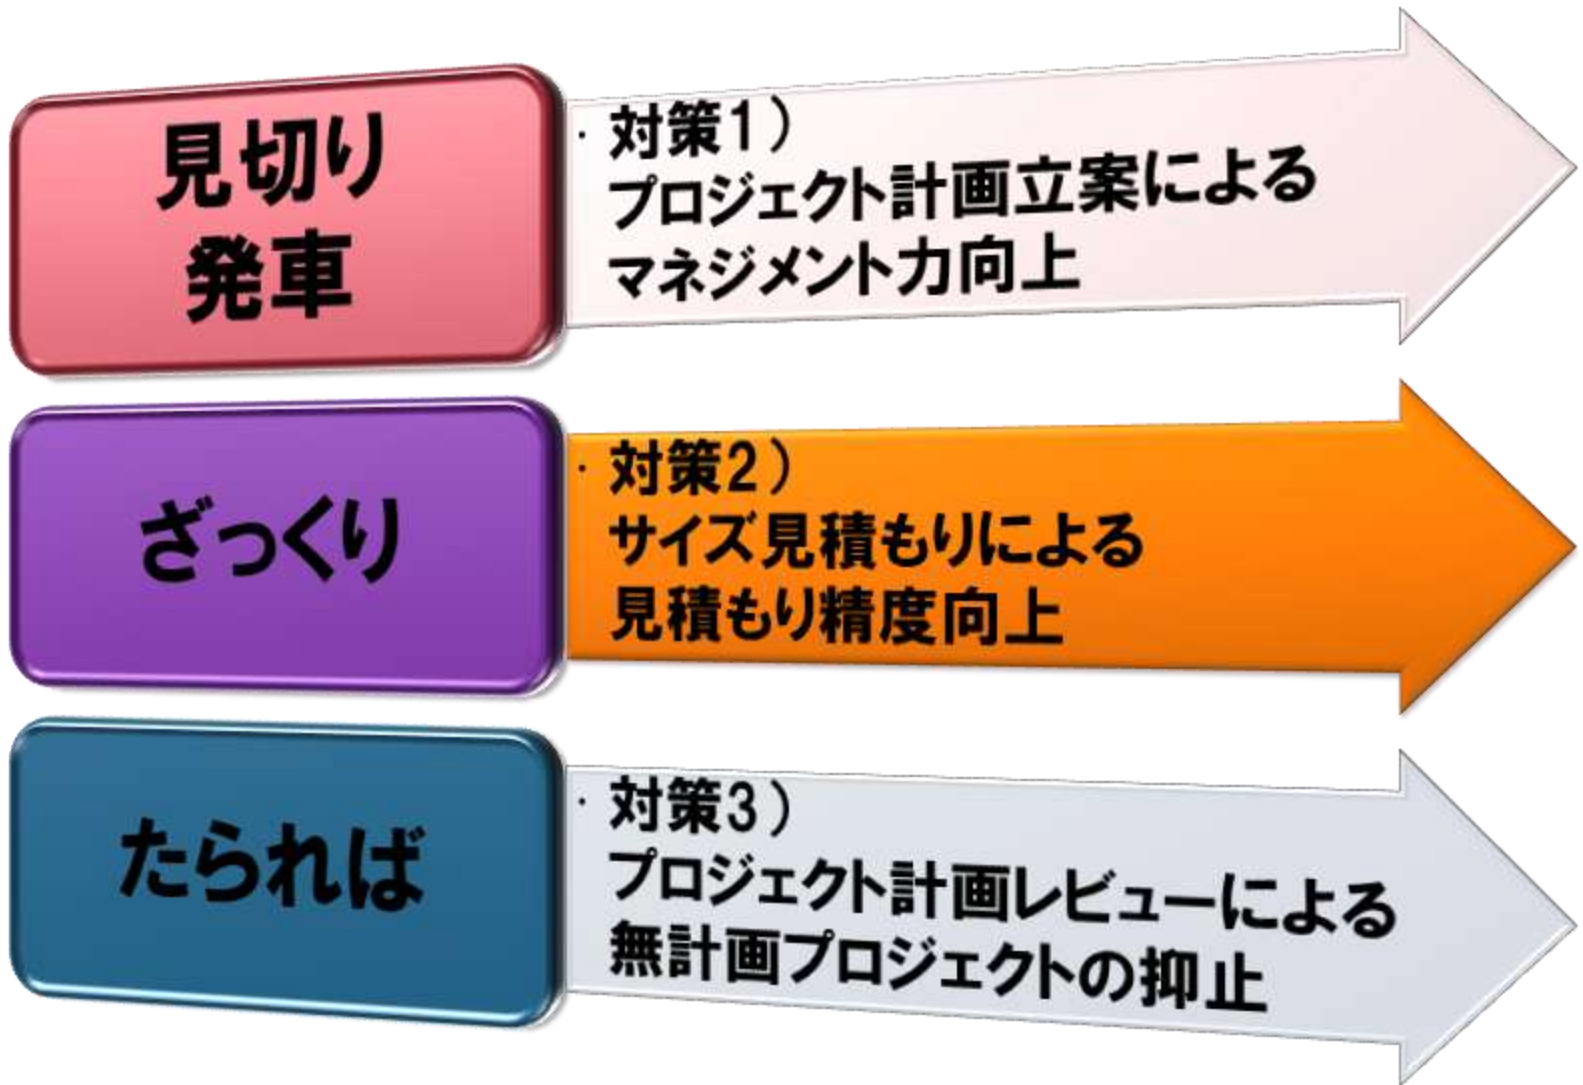 見切り
発車
・対策1)
プロジェクト計画立案による
マネジメント力向上
ざっくり
・対策2)
サイズ見積もりによる
見積もり精度向上
たられば
・対策3)
プロジェクト計画レビューによる
無計画プロジェクトの抑止